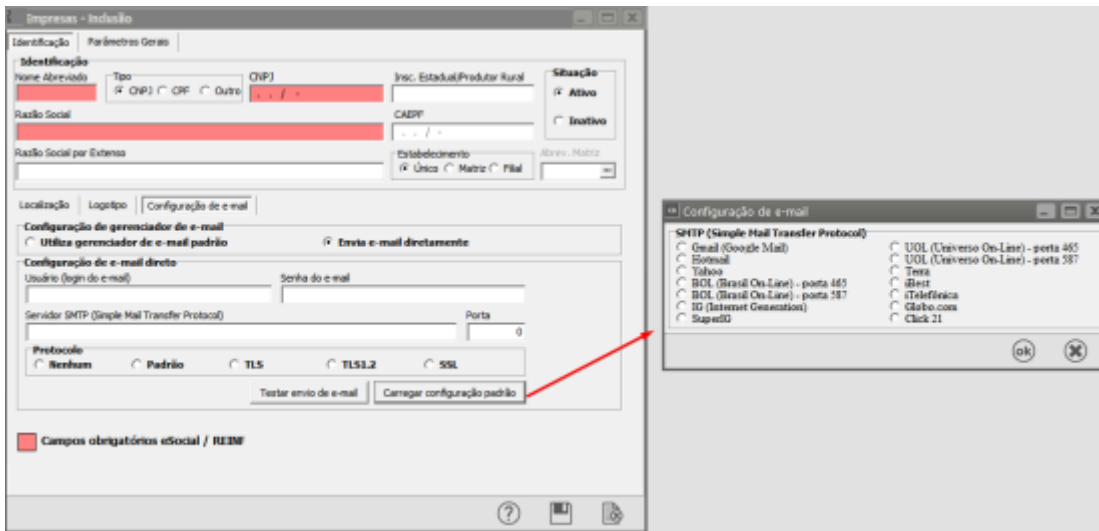 Empresas - Inclusão
Identificação Parâmetros Gerais
Identificação
Nome Abreviado Tipo CNPJ Insc. Estadual/Produtor Rural Situação
CNPJ CPF Outro . . / - Ativo
Razão Social CAEPF Inativo
. . / -
Razão Social por Extenso Estabelecimento Abrev. Matriz
Único Matriz Filial
Localização Logotipo Configuração de e-mail
Configuração de gerenciador de e-mail
Utiliza gerenciador de e-mail padrão Envia e-mail diretamente
Configuração de e-mail direto
Usuário (login do e-mail) Senha do e-mail
Servidor SMTP (Simple Mail Transfer Protocol) Porta
0
Protocolo
Nenhum Padrão TLS TLS1.2 SSL
Testar envio de e-mail Carregar configuração padrão
Campos obrigatórios eSocial / REINF
Configuração de e-mail
SMTP (Simple Mail Transfer Protocol)
Gmail (Google Mail) UOL (Universo On-Line) - porta 465
Hotmail UOL (Universo On-Line) - porta 587
Yahoo Terra
BOL (Brasil On-Line) - porta 465 iBest
BOL (Brasil On-Line) - porta 587 iTelefônica
IG (Internet Generation) Globo.com
SuperIG Click 21
ok